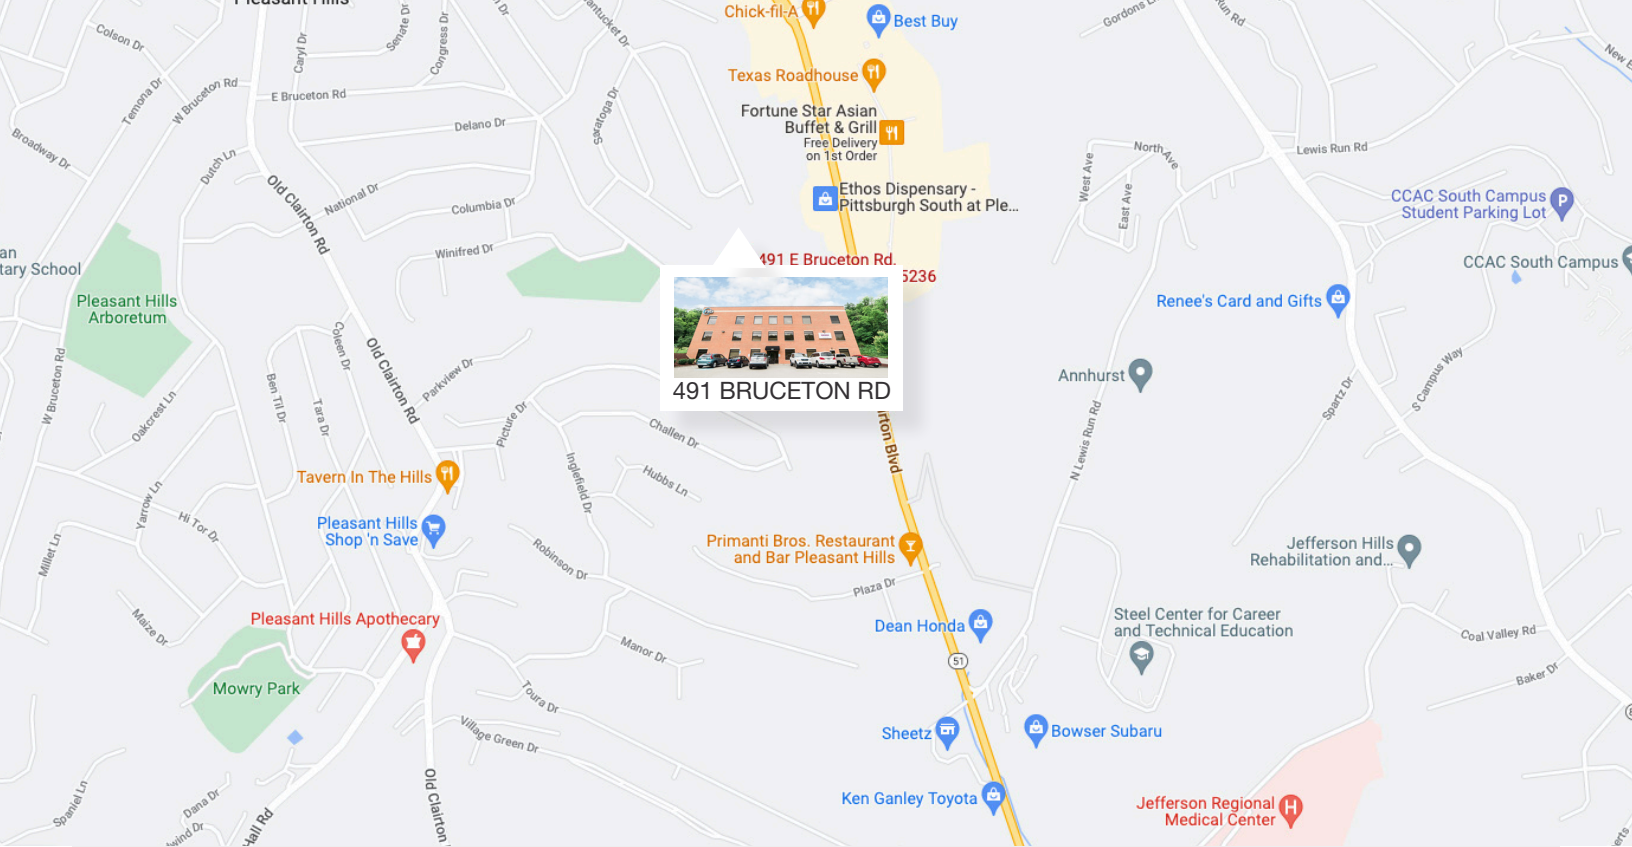 Pleasant Hills
Chick-fil-A
Best Buy
Gordons L
Run Rd
New E
Colson Dr
Caryl Dr
Senate Dr
Congress Dr
Dr
antucket Dr
Texas Roadhouse
Temona Dr
W Bruceton Rd
E Bruceton Rd
Saratoga Dr
Fortune Star Asian
Buffet & Grill
Free Delivery
on 1st Order
Delano Dr
Broadway Dr
Dutch Ln
North Ave
Lewis Run Rd
West Ave
East Ave
Old Clairton Rd
National Dr
Columbia Dr
Ethos Dispensary -
Pittsburgh South at Ple...
CCAC South Campus
Student Parking Lot
P
an
tary School
Winifred Dr
491 E Bruceton Rd.
5236
CCAC South Campus
Pleasant Hills
Arboretum
Renee's Card and Gifts
Coleen Dr
Old Clairton Rd
Parkview Dr
W Bruceton Rd
Ben Til Dr
Tara Dr
Oakcrest Ln
Picture Dr
491 BRUCETON RD
Annhurst
Spartz Dr
S Campus Way
N Lewis Run Rd
rton Blvd
Challen Dr
Hubbs Ln
Inglefield Dr
Tavern In The Hills
Yarrow Ln
Hi Tor Dr
Pleasant Hills
Shop 'n Save
Millet Ln
Robinson Dr
Primanti Bros. Restaurant
and Bar Pleasant Hills
Plaza Dr
Jefferson Hills
Rehabilitation and...
Maize Dr
Pleasant Hills Apothecary
Dean Honda
Steel Center for Career
and Technical Education
Coal Valley Rd
Baker Dr
51
Manor Dr
Mowry Park
Toura Dr
Village Green Dr
Sheetz
Bowser Subaru
Old Clairton
Spaniel Ln
Dana Dr
wind Dr
Hall Rd
Ken Ganley Toyota
Jefferson Regional
Medical Center
H
erts